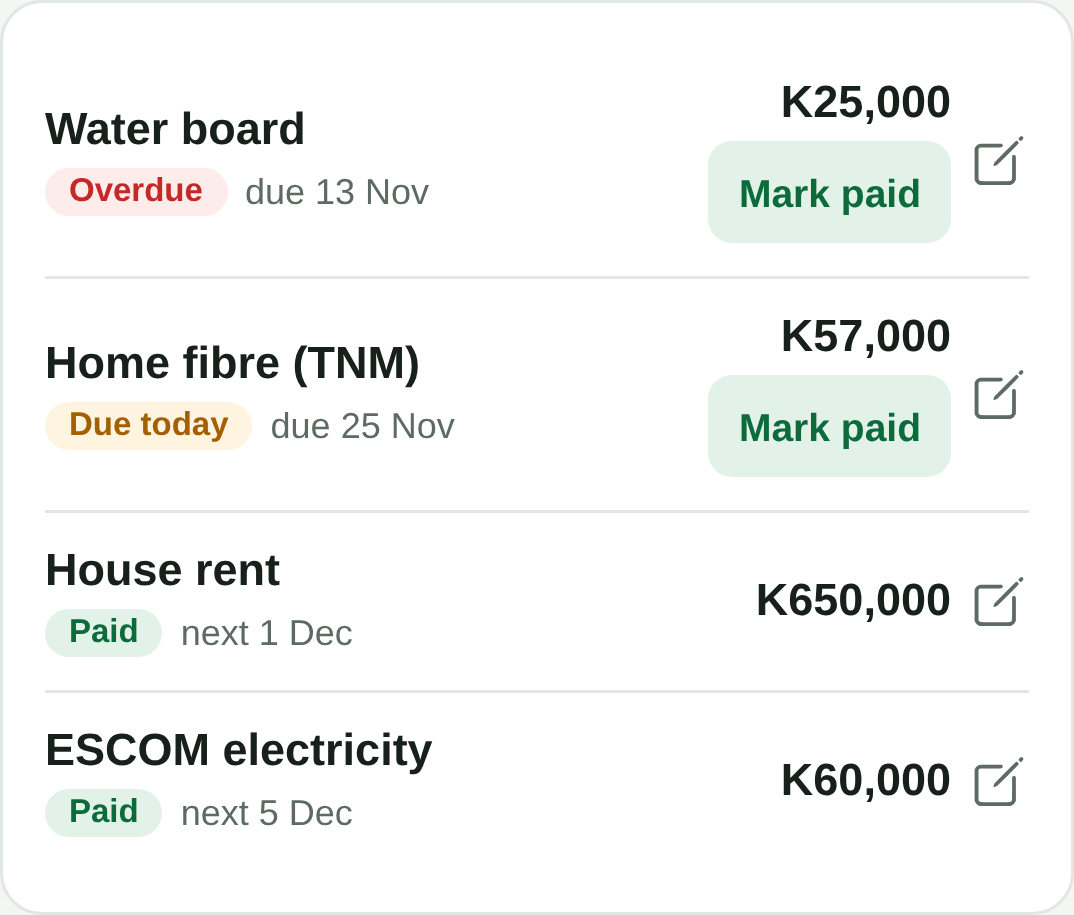 Water board
Overdue due 13 Nov
K25,000
Mark paid
Home fibre (TNM)
Due today due 25 Nov
K57,000
Mark paid
House rent
Paid next 1 Dec
K650,000
ESCOM electricity
Paid next 5 Dec
K60,000